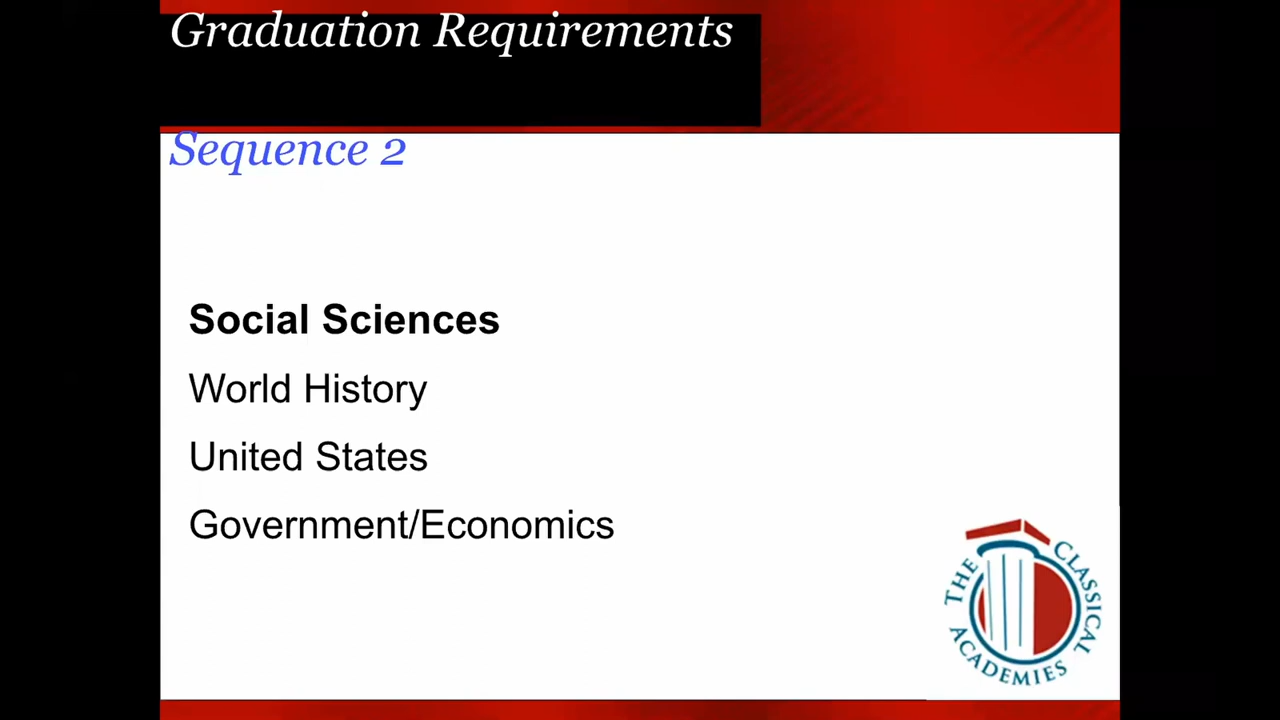 Graduation Requirements
Sequence 2
Social Sciences
World History
United States
Government/Economics
THE CLASSICAL ACADEMIES